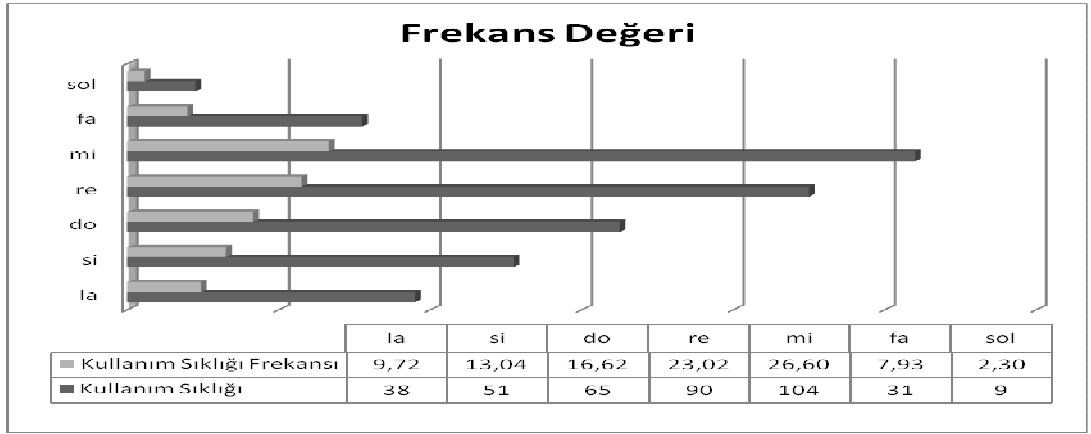 Frekans Değeri
sol
fa
mi
re
do
si
la
la si do re mi fa sol
Kullanım Sıklığı Frekansı 9,72 13,04 16,62 23,02 26,60 7,93 2,30
Kullanım Sıklığı 38 51 65 90 104 31 9